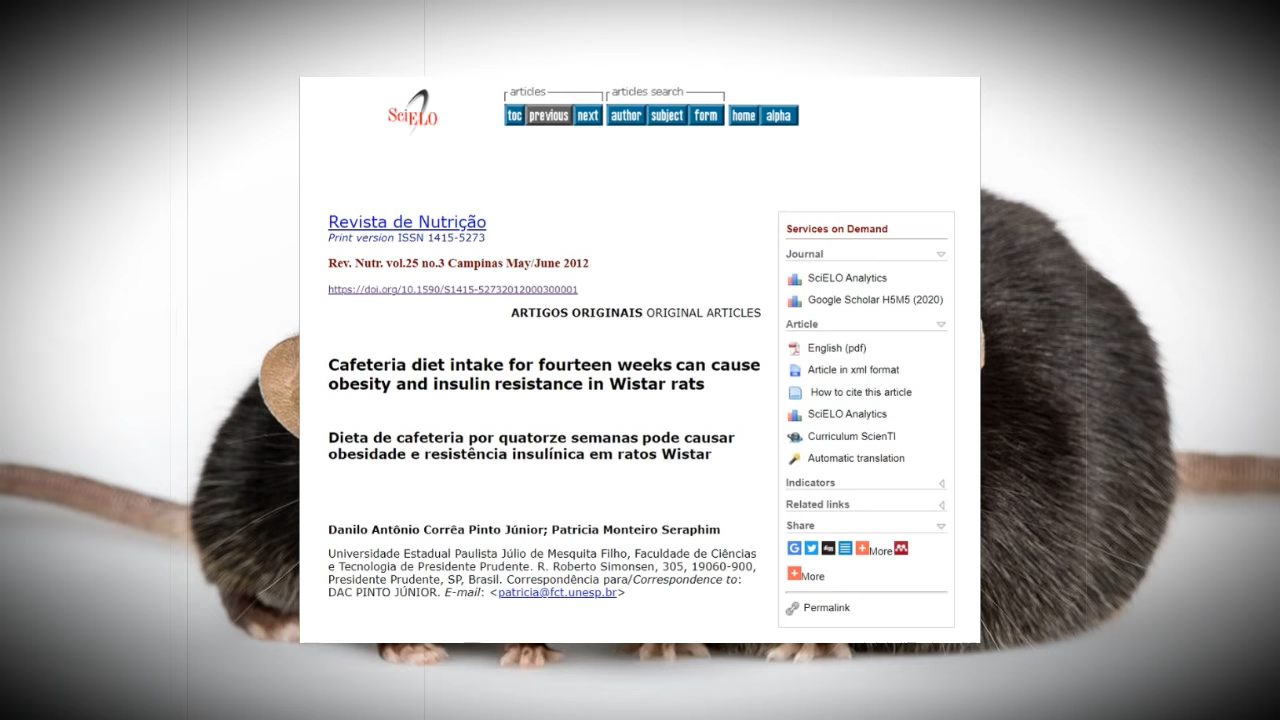 SciELO
articles
articles search
toc previous next author subject form home alpha
Revista de Nutrição
Print version ISSN 1415-5273
Rev. Nutr. vol.25 no.3 Campinas May/June 2012
https://doi.org/10.1590/S1415-52732012000300001
ARTIGOS ORIGINAIS ORIGINAL ARTICLES
Cafeteria diet intake for fourteen weeks can cause
obesity and insulin resistance in Wistar rats
Dieta de cafeteria por quatorze semanas pode causar
obesidade e resistência insulínica em ratos Wistar
Danilo Antônio Corrêa Pinto Júnior; Patricia Monteiro Seraphim
Universidade Estadual Paulista Júlio de Mesquita Filho, Faculdade de Ciências
e Tecnologia de Presidente Prudente. R. Roberto Simonsen, 305, 19060-900,
Presidente Prudente, SP, Brasil. Correspondência para/Correspondence to:
DAC PINTO JÚNIOR. E-mail: <patricia@fct.unesp.br>
Services on Demand
Journal
SciELO Analytics
Google Scholar H5M5 (2020)
Article
English (pdf)
Article in xml format
How to cite this article
SciELO Analytics
Curriculum ScienTI
Automatic translation
Indicators
Related links
Share
More
More
Permalink